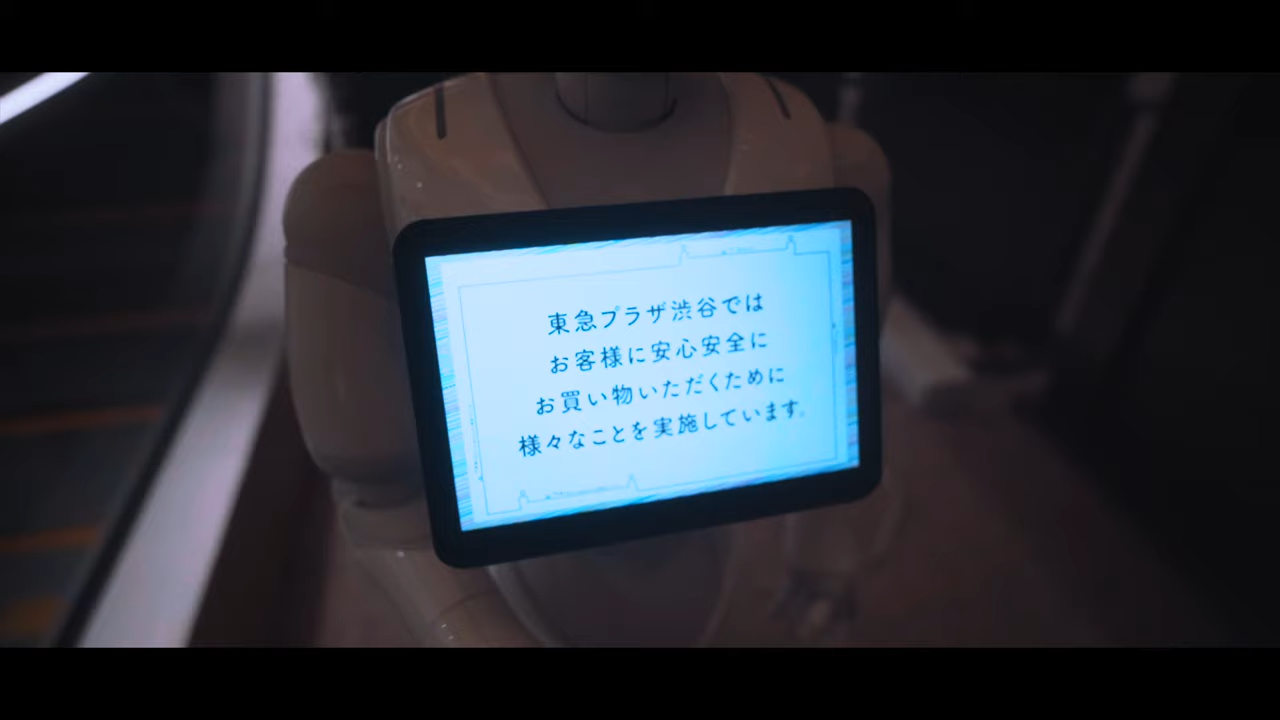 東急プラザ渋谷では
お客様に安心安全に
お買い物いただくために
様々なことを実施しています。